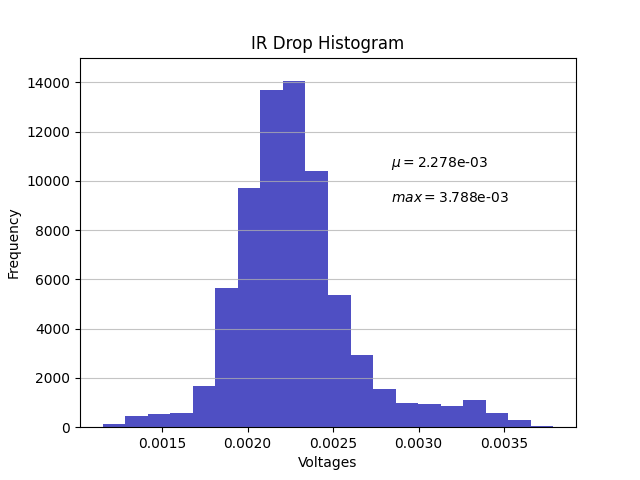 IR Drop Histogram
14000
12000
10000
8000
6000
4000
2000
0
Frequency
μ = 2.278e-03
max = 3.788e-03
0.0015 0.0020 0.0025 0.0030 0.0035
Voltages